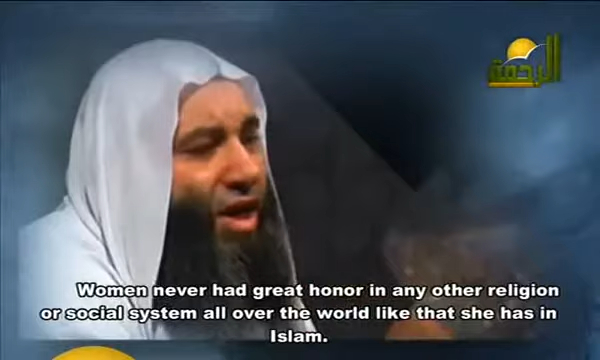 الرحمة
Women never had great honor in any other religion
or social system all over the world like that she has in
Islam.